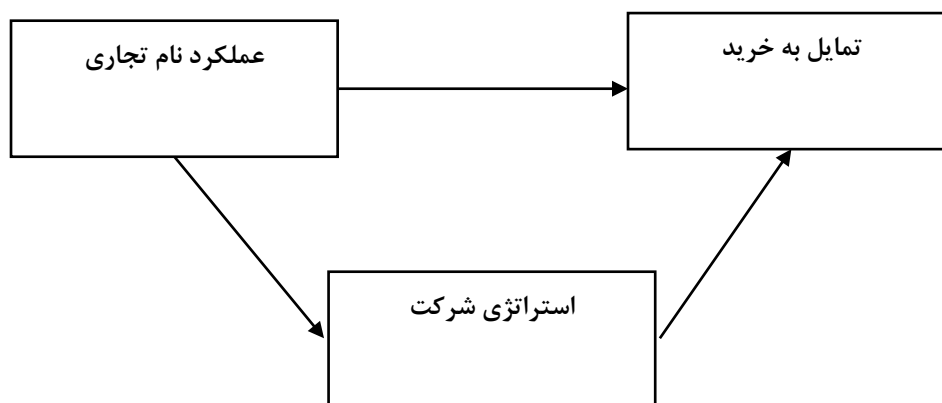 تمایل به خرید
عملکرد نام تجاری
استراتژی شرکت